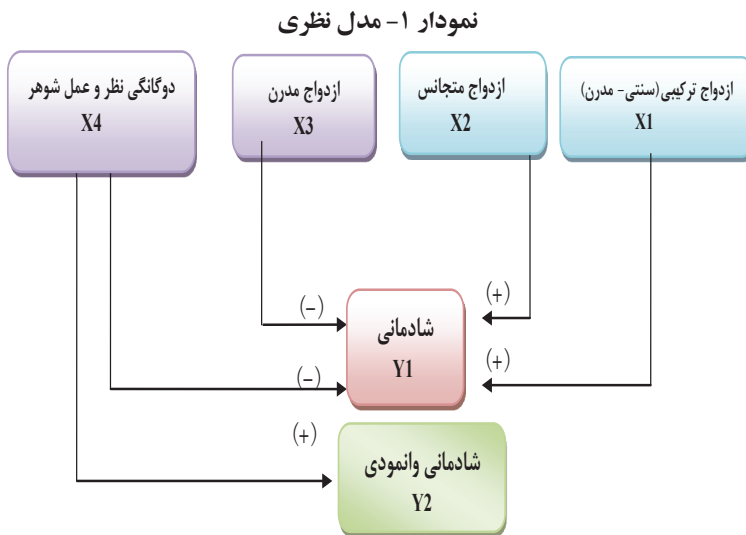 نمودار ۱- مدل نظری
ازدواج ترکیبی(سنتی- مدرن)
X1
ازدواج متجانس
X2
ازدواج مدرن
X3
دوگانگی نظر و عمل شوهر
X4
(+)
(−)
شادمانی
Y1
(+)
(−)
(+)
شادمانی وانمودی
Y2